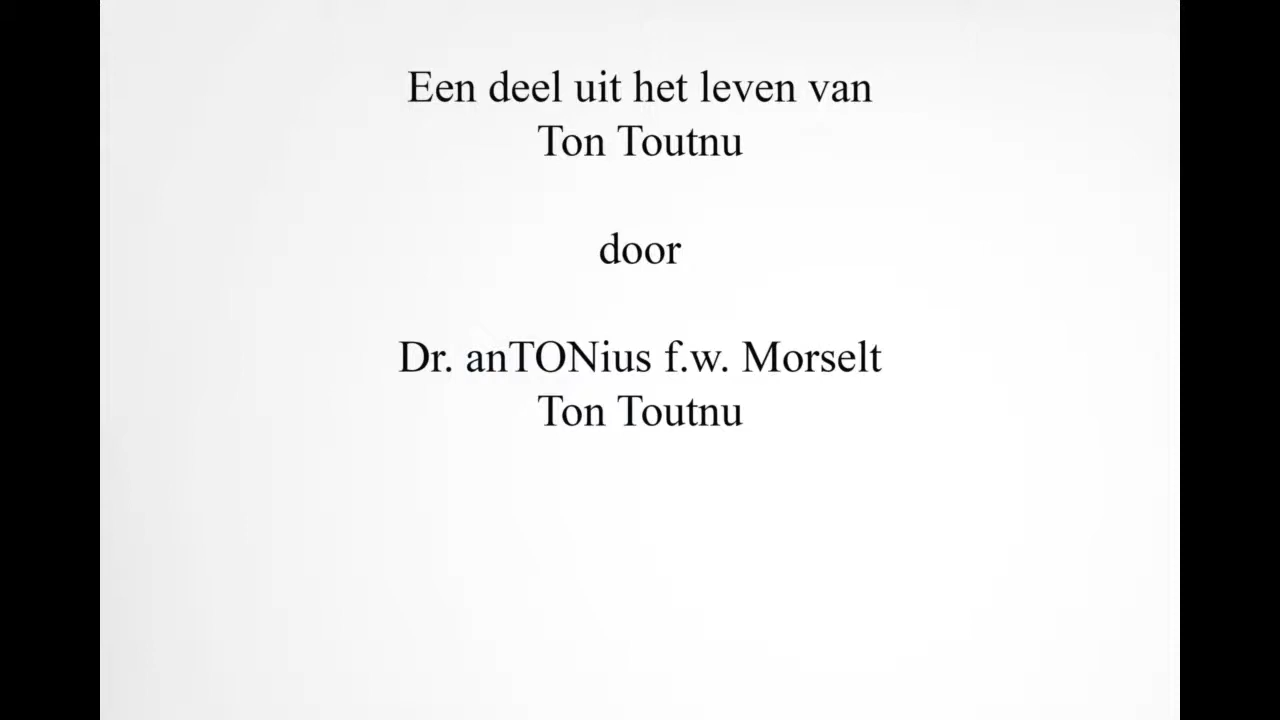 Een deel uit het leven van
Ton Toutnu
door
Dr. anTONius f.w. Morselt
Ton Toutnu